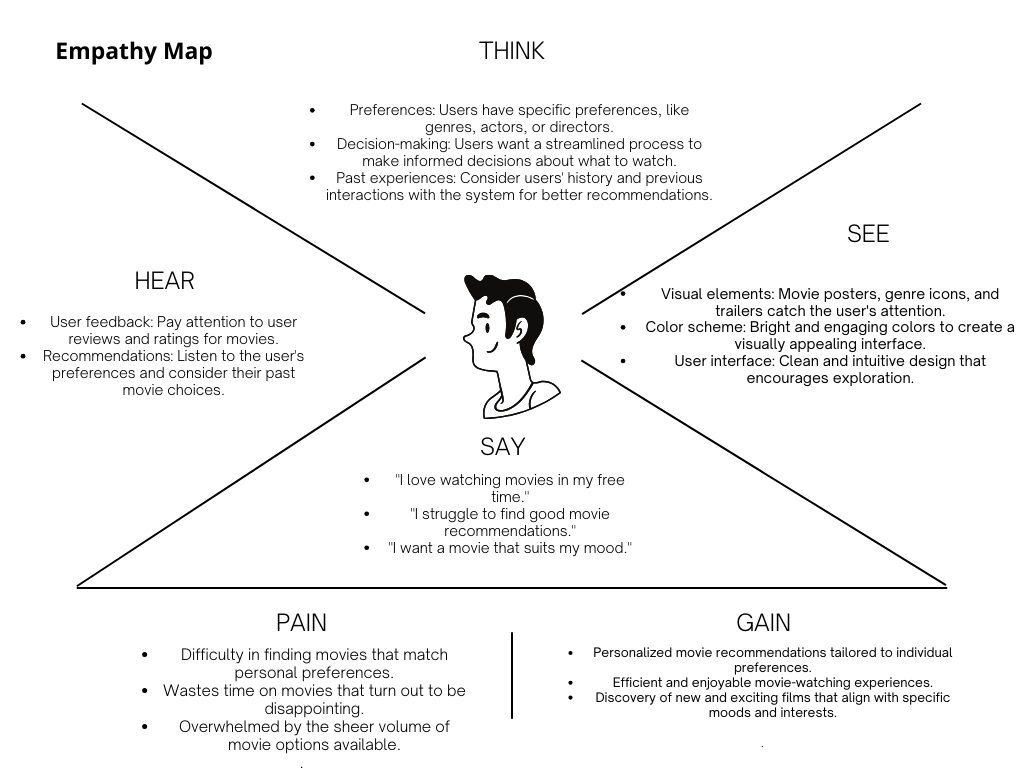 Empathy Map
THINK
• Preferences: Users have specific preferences, like
genres, actors, or directors.
• Decision-making: Users want a streamlined process to
make informed decisions about what to watch.
• Past experiences: Consider users' history and previous
interactions with the system for better recommendations.
SEE
• Visual elements: Movie posters, genre icons, and
trailers catch the user's attention.
• Color scheme: Bright and engaging colors to create a
visually appealing interface.
• User interface: Clean and intuitive design that
encourages exploration.
HEAR
• User feedback: Pay attention to user
reviews and ratings for movies.
• Recommendations: Listen to the user's
preferences and consider their past
movie choices.
SAY
• "I love watching movies in my free
time."
• "I struggle to find good movie
recommendations."
• "I want a movie that suits my mood."
PAIN
• Difficulty in finding movies that match
personal preferences.
• Wastes time on movies that turn out to be
disappointing.
• Overwhelmed by the sheer volume of
movie options available.
.
GAIN
• Personalized movie recommendations tailored to individual
preferences.
• Efficient and enjoyable movie-watching experiences.
• Discovery of new and exciting films that align with specific
moods and interests.
.